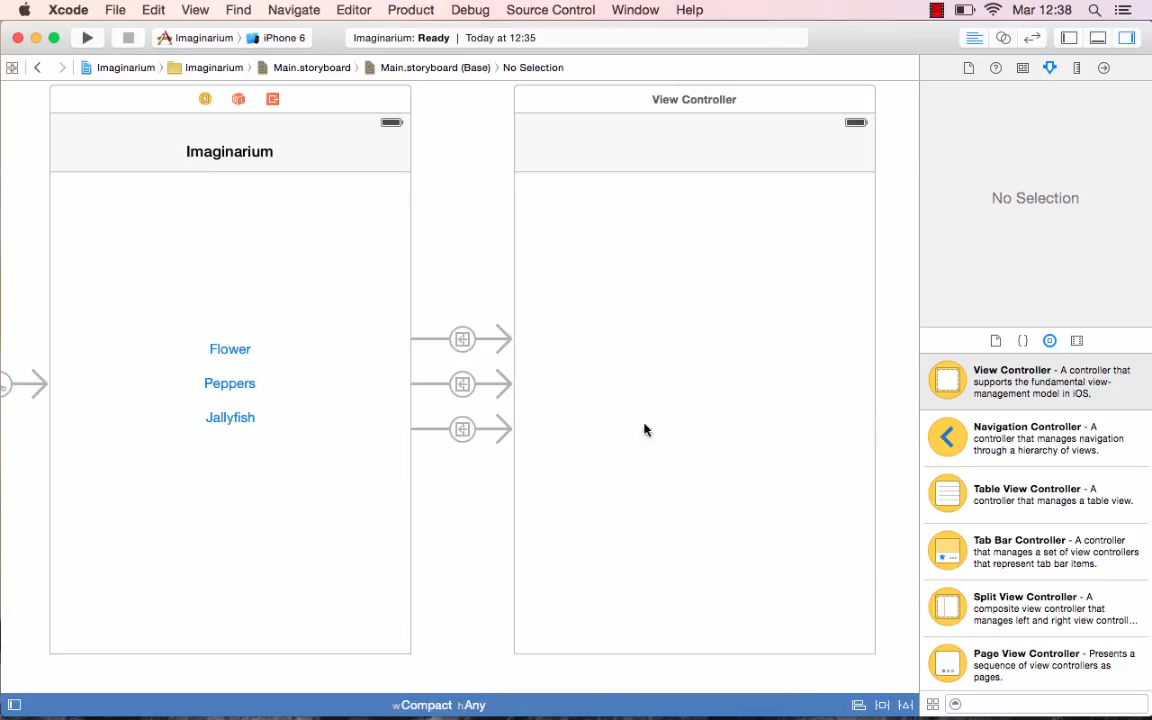 Xcode File Edit View Find Navigate Editor Product Debug Source Control Window Help Mar 12:38
Imaginarium iPhone 6 Imaginarium: Ready | Today at 12:35
Imaginarium Imaginarium Main.storyboard Main.storyboard (Base) No Selection
View Controller
Imaginarium
No Selection
Flower
Peppers
Jallyfish
View Controller - A controller that
supports the fundamental view-
management model in iOS.
Navigation Controller - A
controller that manages navigation
through a hierarchy of views.
Table View Controller - A
controller that manages a table view.
Tab Bar Controller - A controller
that manages a set of view controllers
that represent tab bar items.
Split View Controller - A
composite view controller that
manages left and right view controll...
Page View Controller - Presents a
sequence of view controllers as
pages.
wCompact hAny